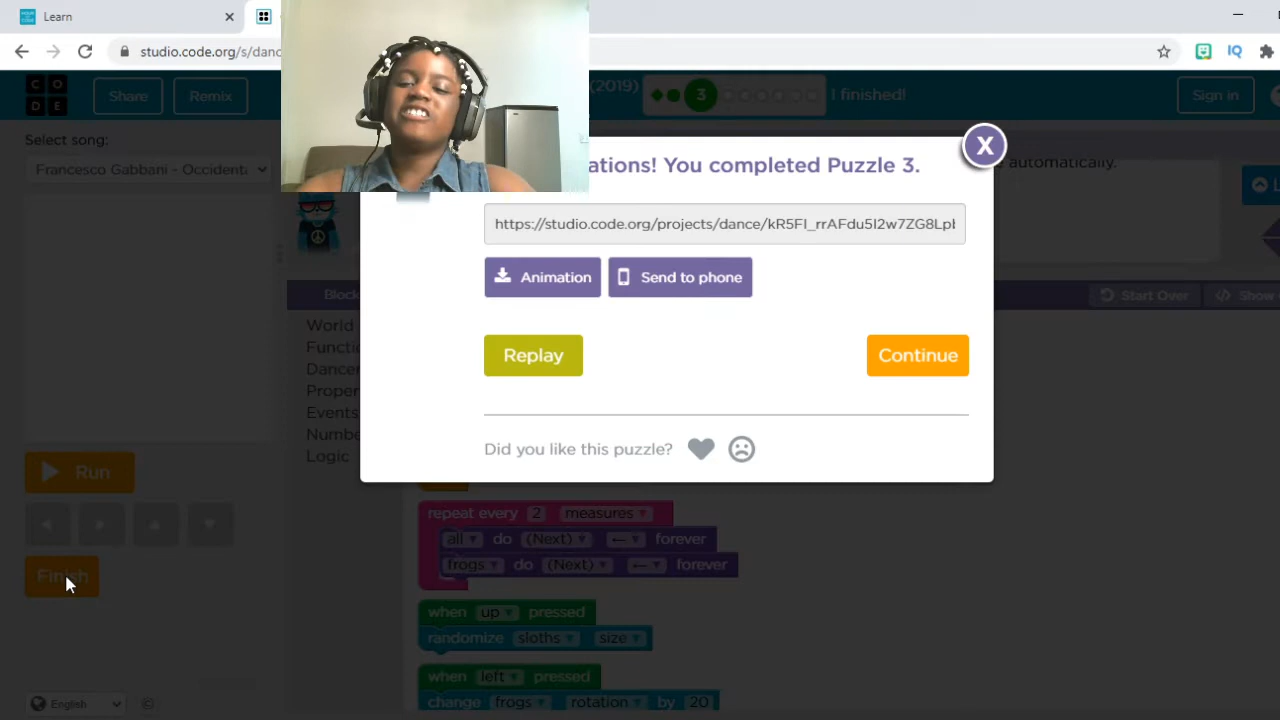 Learn
studio.code.org/s/danc
IQ
CODE
Share
Remix
(2019)
3
I finished!
Sign in
Select song:
Francesco Gabbani - Occident
automatically.
ations! You completed Puzzle 3.
X
https://studio.code.org/projects/dance/
Animation
Send to phone
Replay
Continue
Did you like this puzzle?
Start Over
Show
World
Functi
Dancer
Proper
Events
Numbe
Logic
Run
Finish
repeat every 2 measures
all do (Next) ← forever
frogs do (Next) ← forever
when up pressed
randomize sloths size
when left pressed
change frogs rotation by 20
English
©